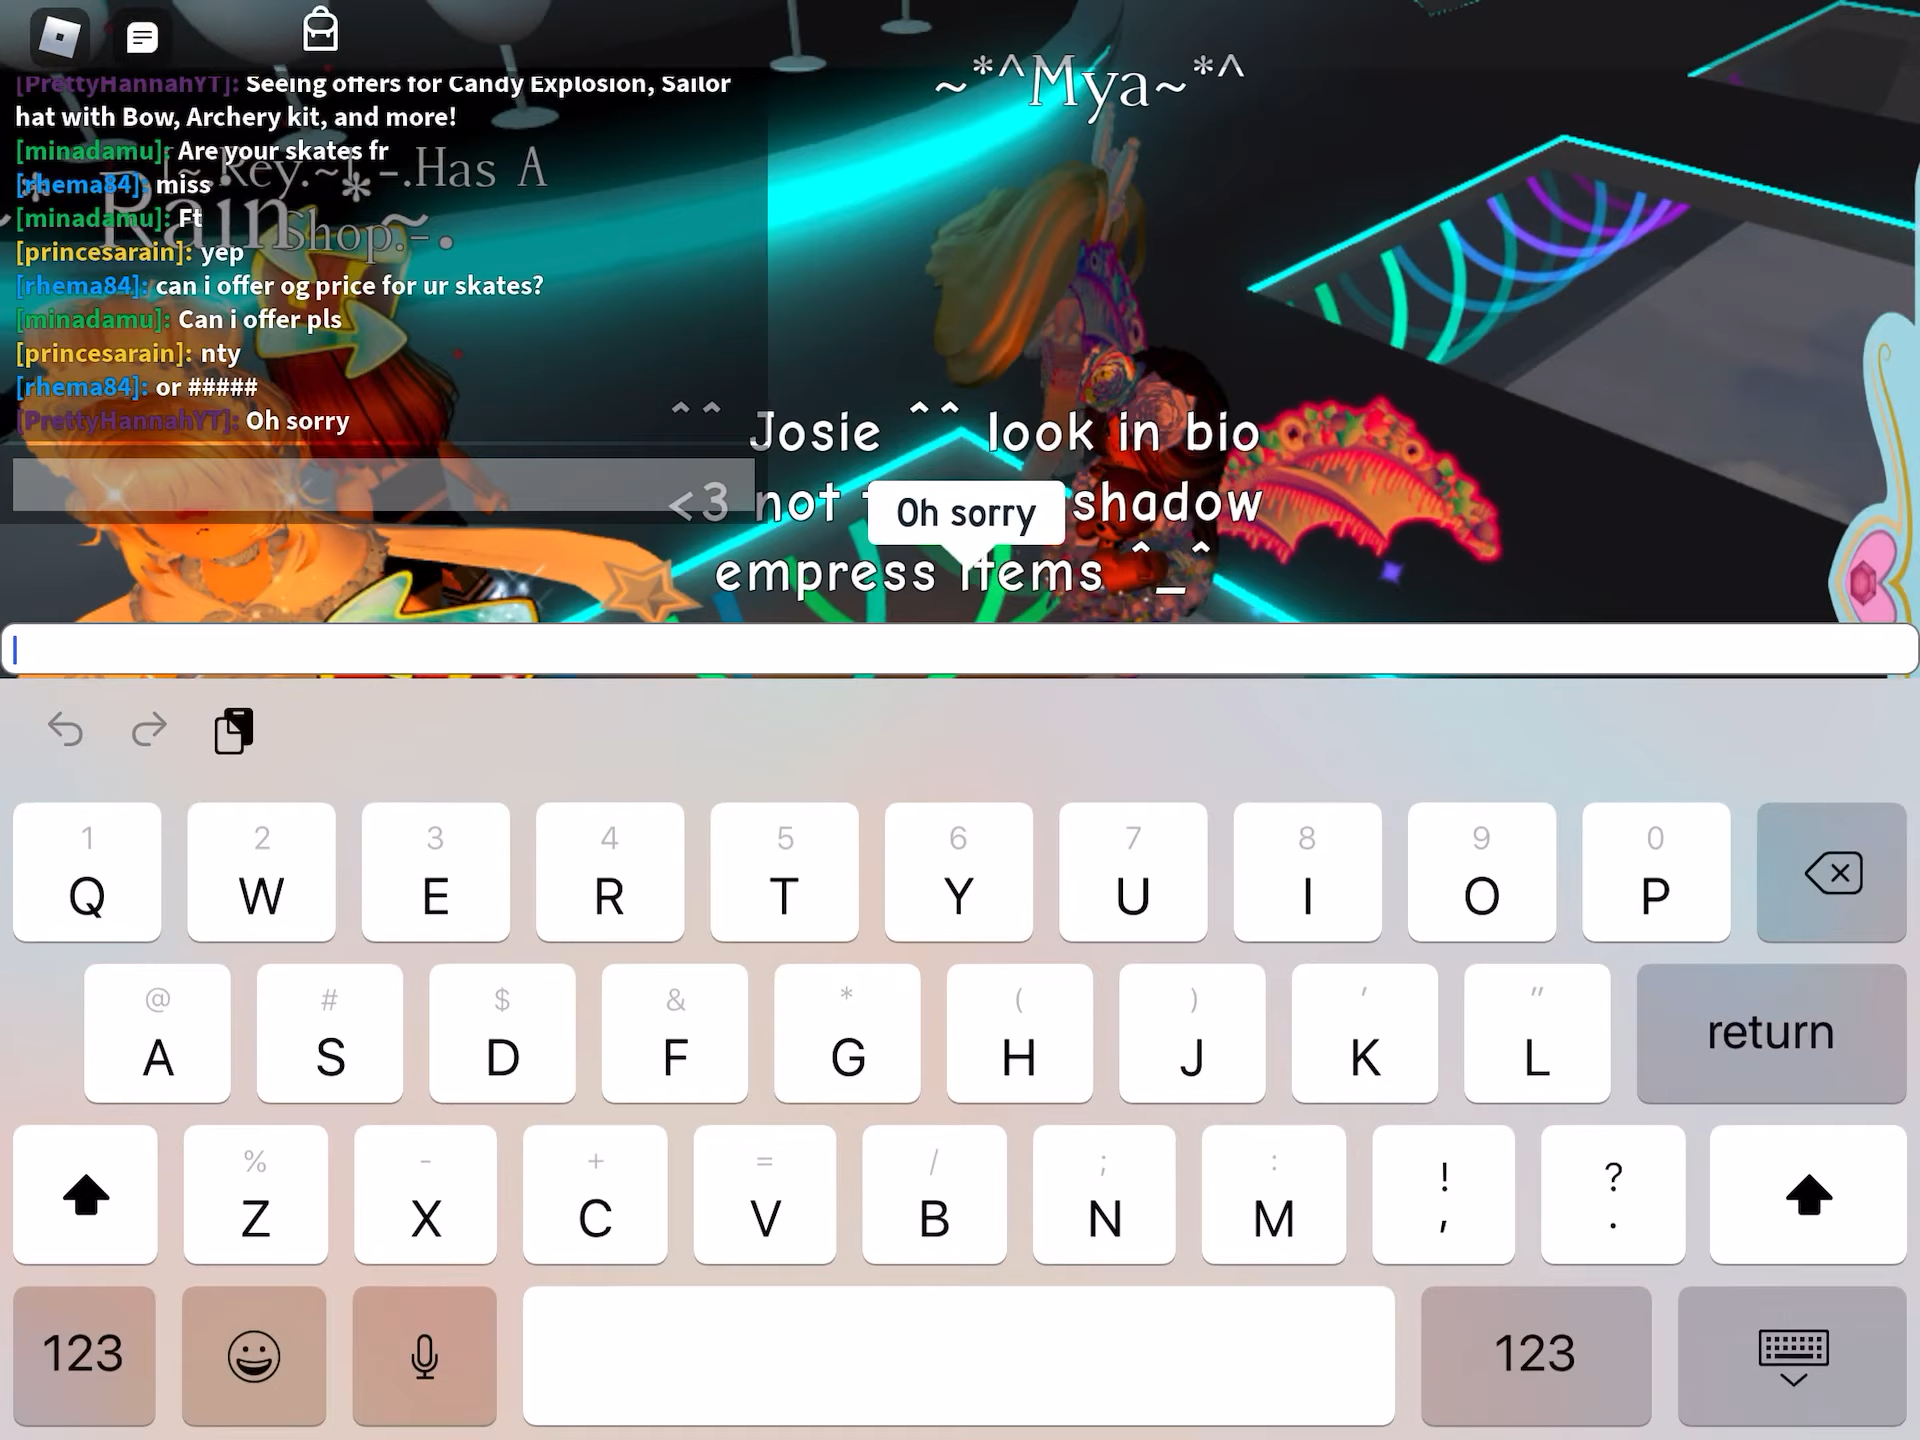 [PrettyHannahYT]: Seeing offers for Candy Explosion, Sailor
hat with Bow, Archery kit, and more!
[minadamu]: Are your skates fr
[rhema84]: miss
[minadamu]: Ft
[princesarain]: yep
[rhema84]: can i offer og price for ur skates?
[minadamu]: Can i offer pls
[princesarain]: nty
[rhema84]: or #####
[PrettyHannahYT]: Oh sorry
~*^Mya~*^
Rey.~ -.Has A
Shop.-.
* Rain * ~
^^ Josie ^^ look in bio
<3 not shadow
empress items ^_^
Oh sorry
1 2 3 4 5 6 7 8 9 0
Q W E R T Y U I O P
@ # $ & * ( ) ' "
A S D F G H J K L return
% - + = / ; : ! ?
Z X C V B N M , .
123 123